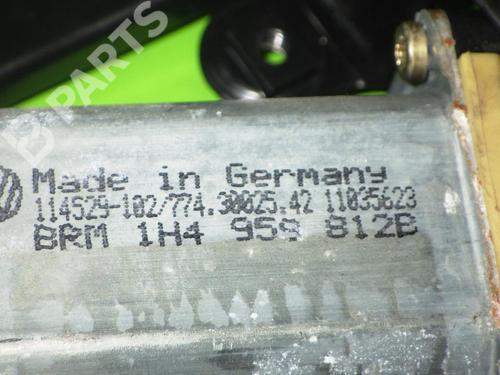 B-PARTS
Made in Germany
114529-102/774.30025.42 11035623
BRM 1H4 959 812B